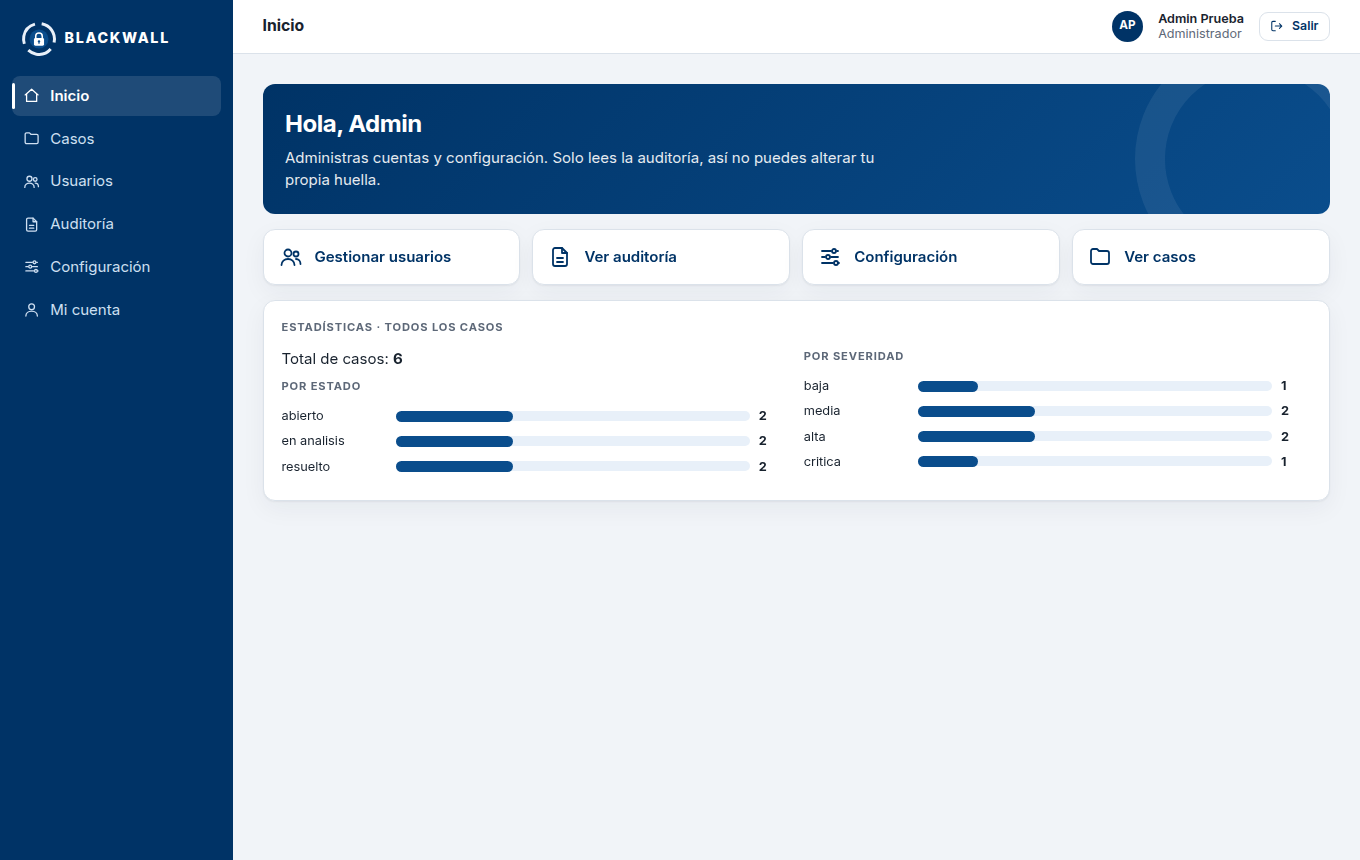 BLACKWALL
Inicio
Casos
Usuarios
Auditoría
Configuración
Mi cuenta
Inicio
AP
Admin Prueba
Administrador
Salir
Hola, Admin
Administras cuentas y configuración. Solo lees la auditoría, así no puedes alterar tu
propia huella.
Gestionar usuarios
Ver auditoría
Configuración
Ver casos
ESTADÍSTICAS · TODOS LOS CASOS
Total de casos: 6
POR ESTADO
abierto 2
en analisis 2
resuelto 2
POR SEVERIDAD
baja 1
media 2
alta 2
critica 1